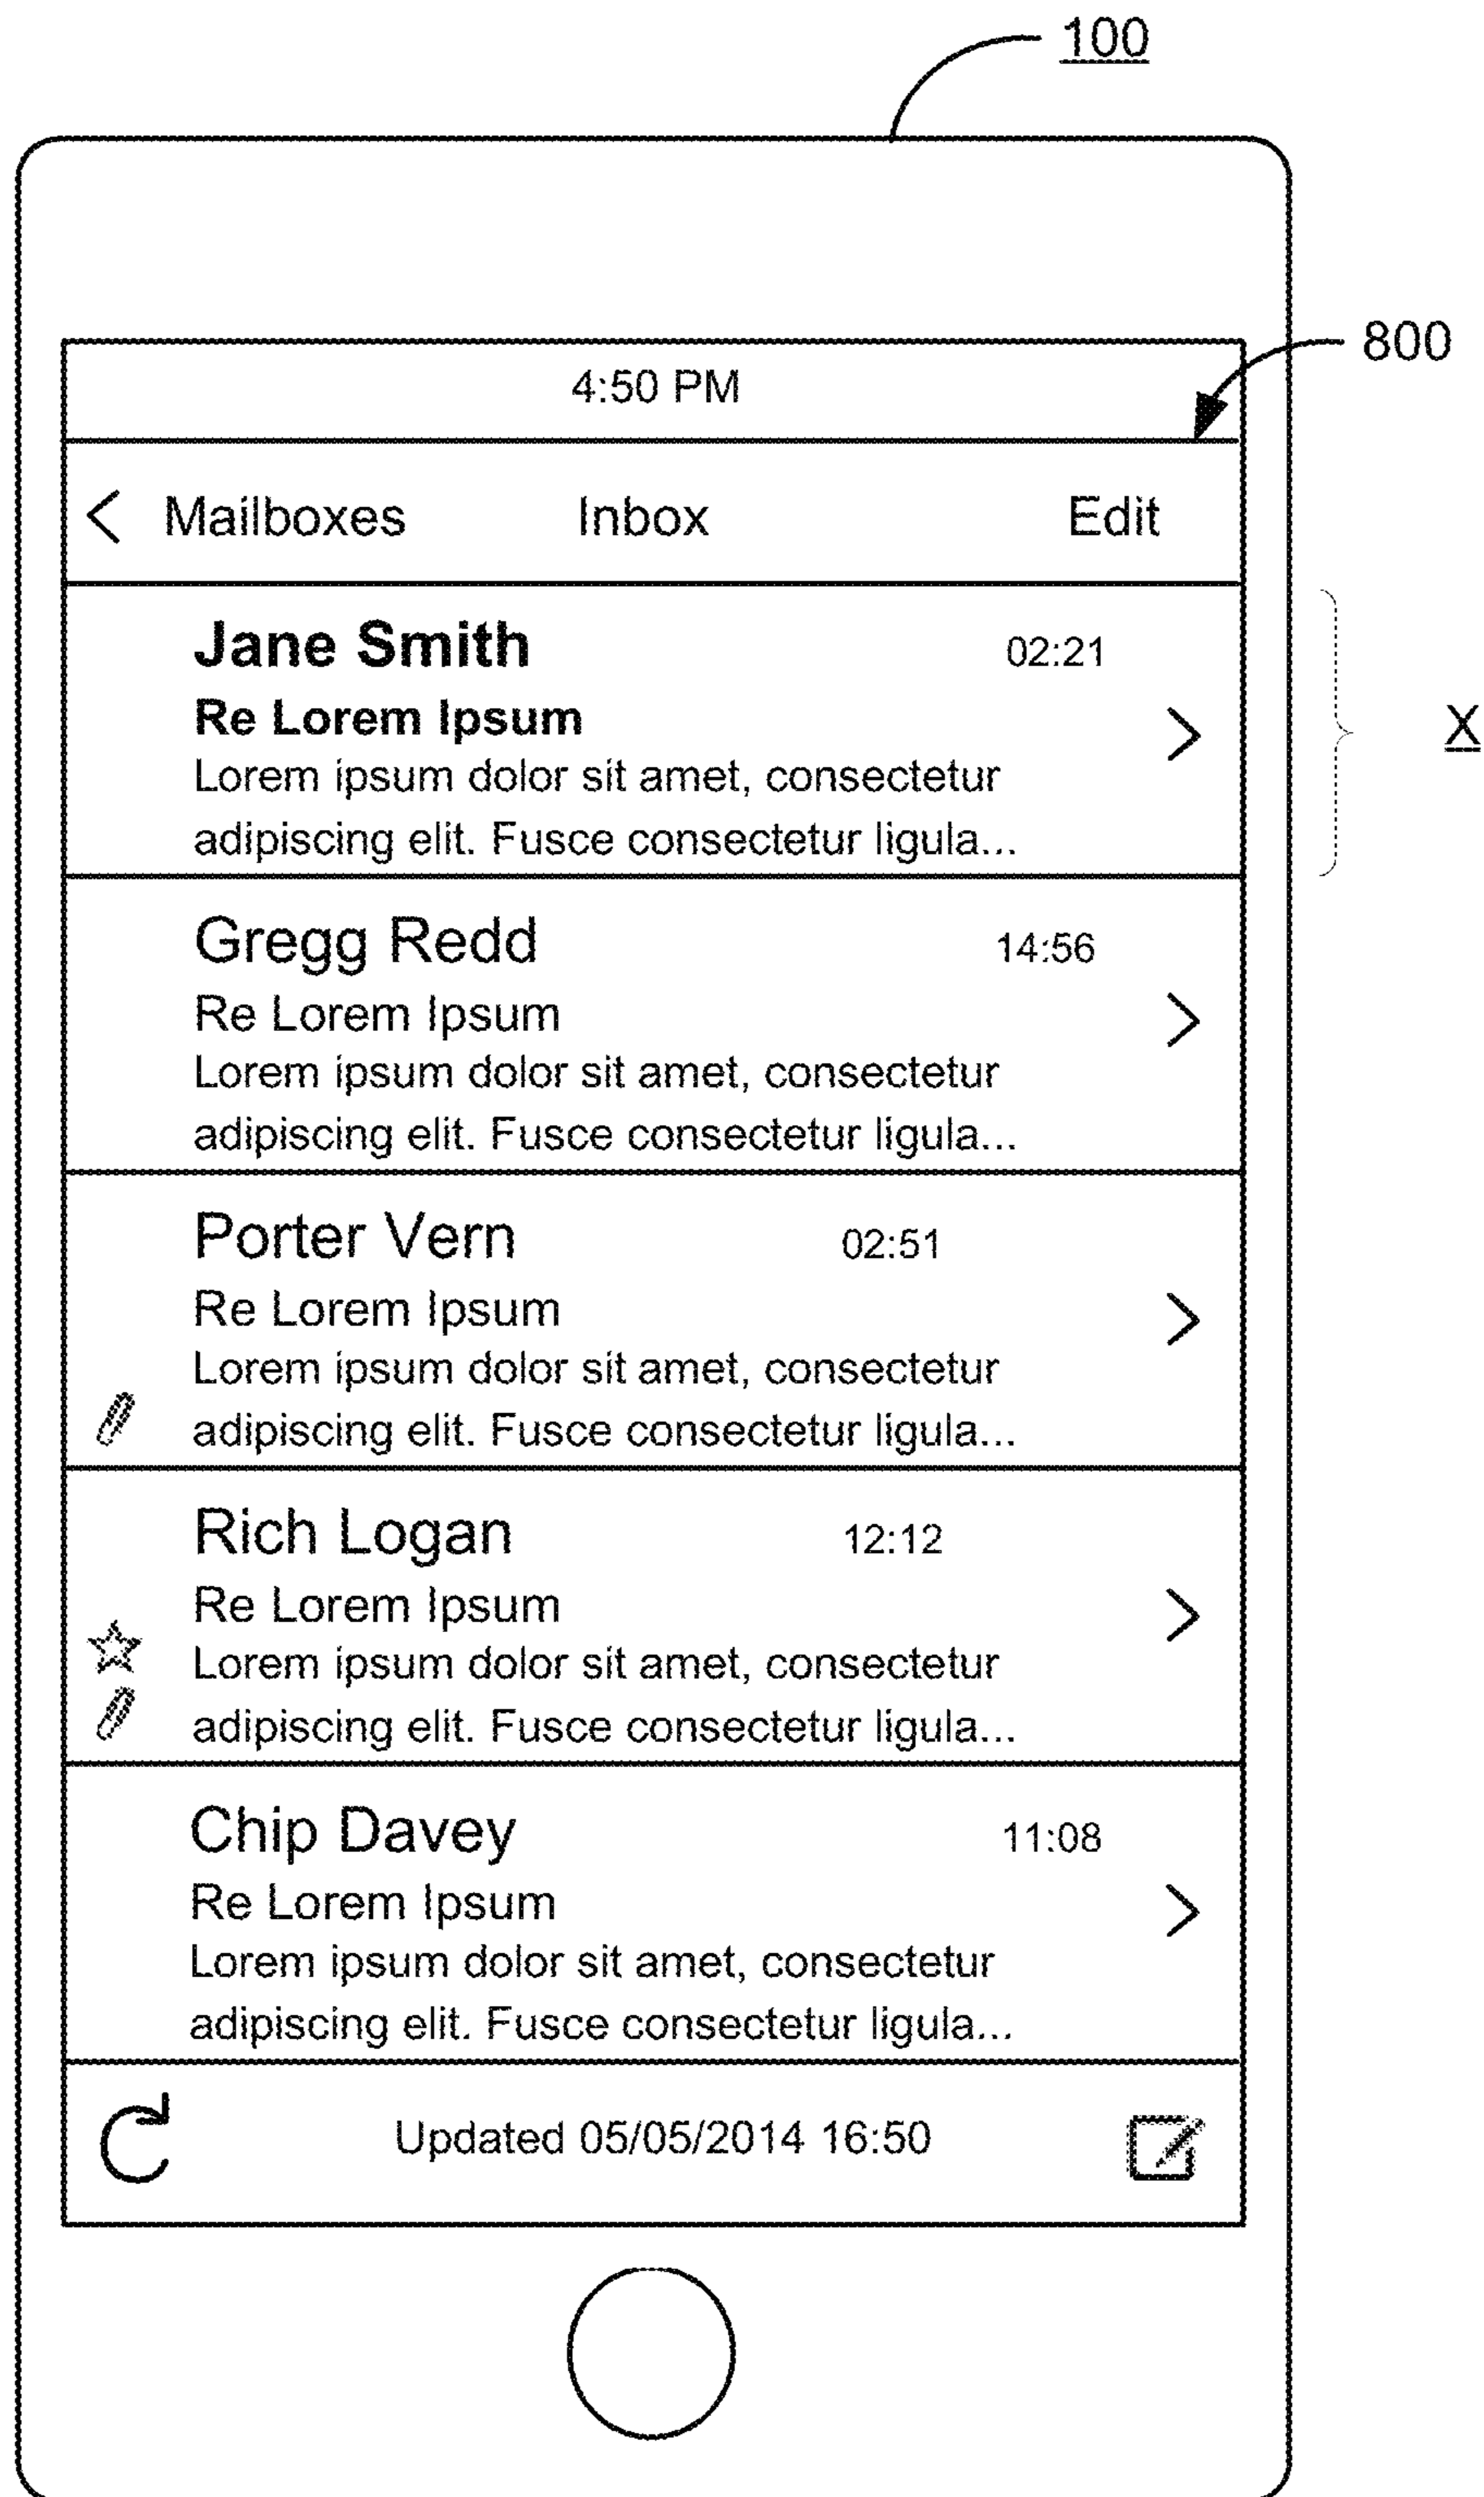 100
800
4:50 PM
< Mailboxes Inbox Edit
Jane Smith 02:21
Re Lorem Ipsum >
X
Lorem ipsum dolor sit amet, consectetur
adipiscing elit. Fusce consectetur ligula...
Gregg Redd 14:56
Re Lorem Ipsum >
Lorem ipsum dolor sit amet, consectetur
adipiscing elit. Fusce consectetur ligula...
Porter Vern 02:51
Re Lorem Ipsum >
Lorem ipsum dolor sit amet, consectetur
adipiscing elit. Fusce consectetur ligula...
Rich Logan 12:12
Re Lorem Ipsum >
Lorem ipsum dolor sit amet, consectetur
adipiscing elit. Fusce consectetur ligula...
Chip Davey 11:08
Re Lorem Ipsum >
Lorem ipsum dolor sit amet, consectetur
adipiscing elit. Fusce consectetur ligula...
Updated 05/05/2014 16:50